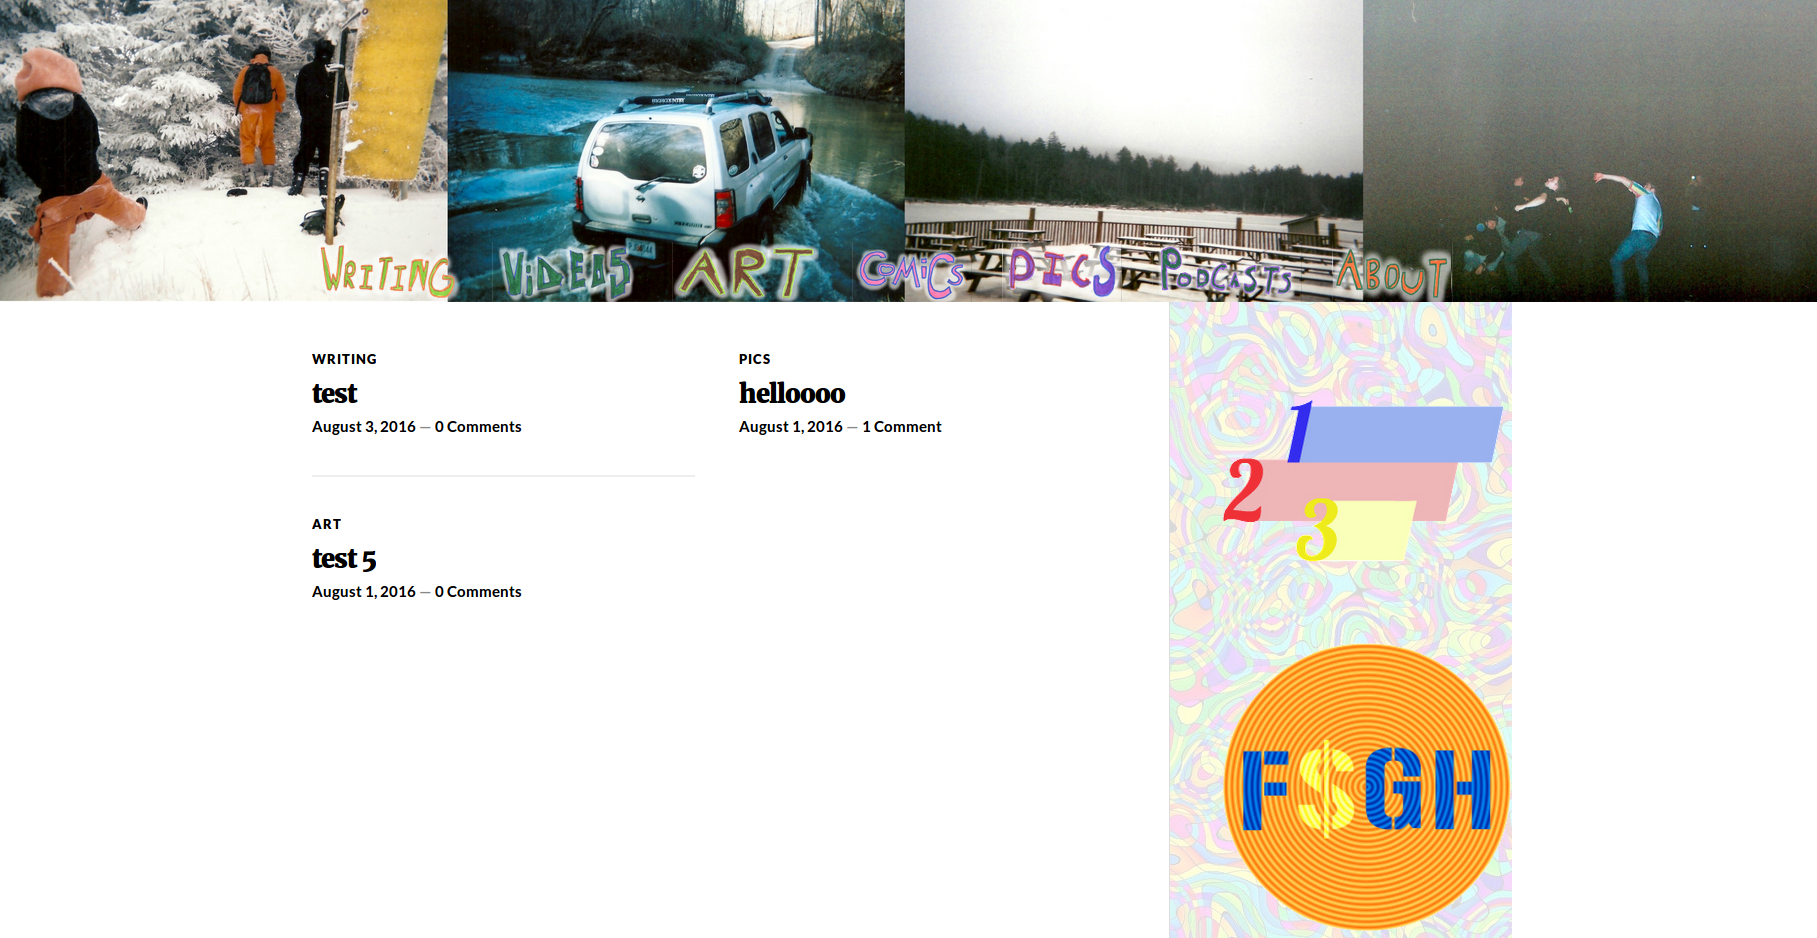 WRITING ViDEOS ART COMiCS PICS PODCASTS ABOUT
WRITING
test
August 3, 2016 — 0 Comments
PICS
helloooo
August 1, 2016 — 1 Comment
ART
test 5
August 1, 2016 — 0 Comments
1
2
3
F$GH